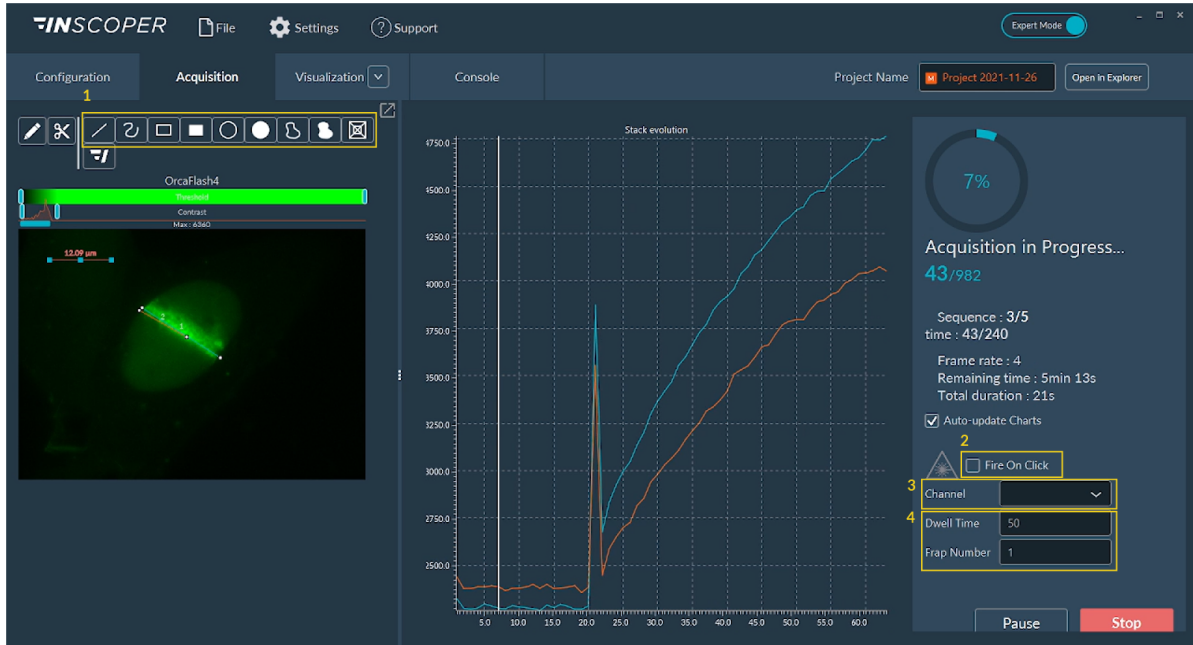 INSCOPER File Settings ? Support Expert Mode
Configuration Acquisition Visualization Console Project Name M Project 2021-11-26 Open in Explorer
1
OrcaFlash4
Threshold
Contrast
Max : 6360
12.09 µm
2
1
Stack evolution
4750.0
4500.0
4250.0
4000.0
3750.0
3500.0
3250.0
3000.0
2750.0
2500.0
5.0 10.0 15.0 20.0 25.0 30.0 35.0 40.0 45.0 50.0 55.0 60.0
7%
Acquisition in Progress...
43/982
Sequence : 3/5
time : 43/240
Frame rate : 4
Remaining time : 5min 13s
Total duration : 21s
Auto-update Charts
2
Fire On Click
3
Channel
4
Dwell Time 50
Frap Number 1
Pause Stop